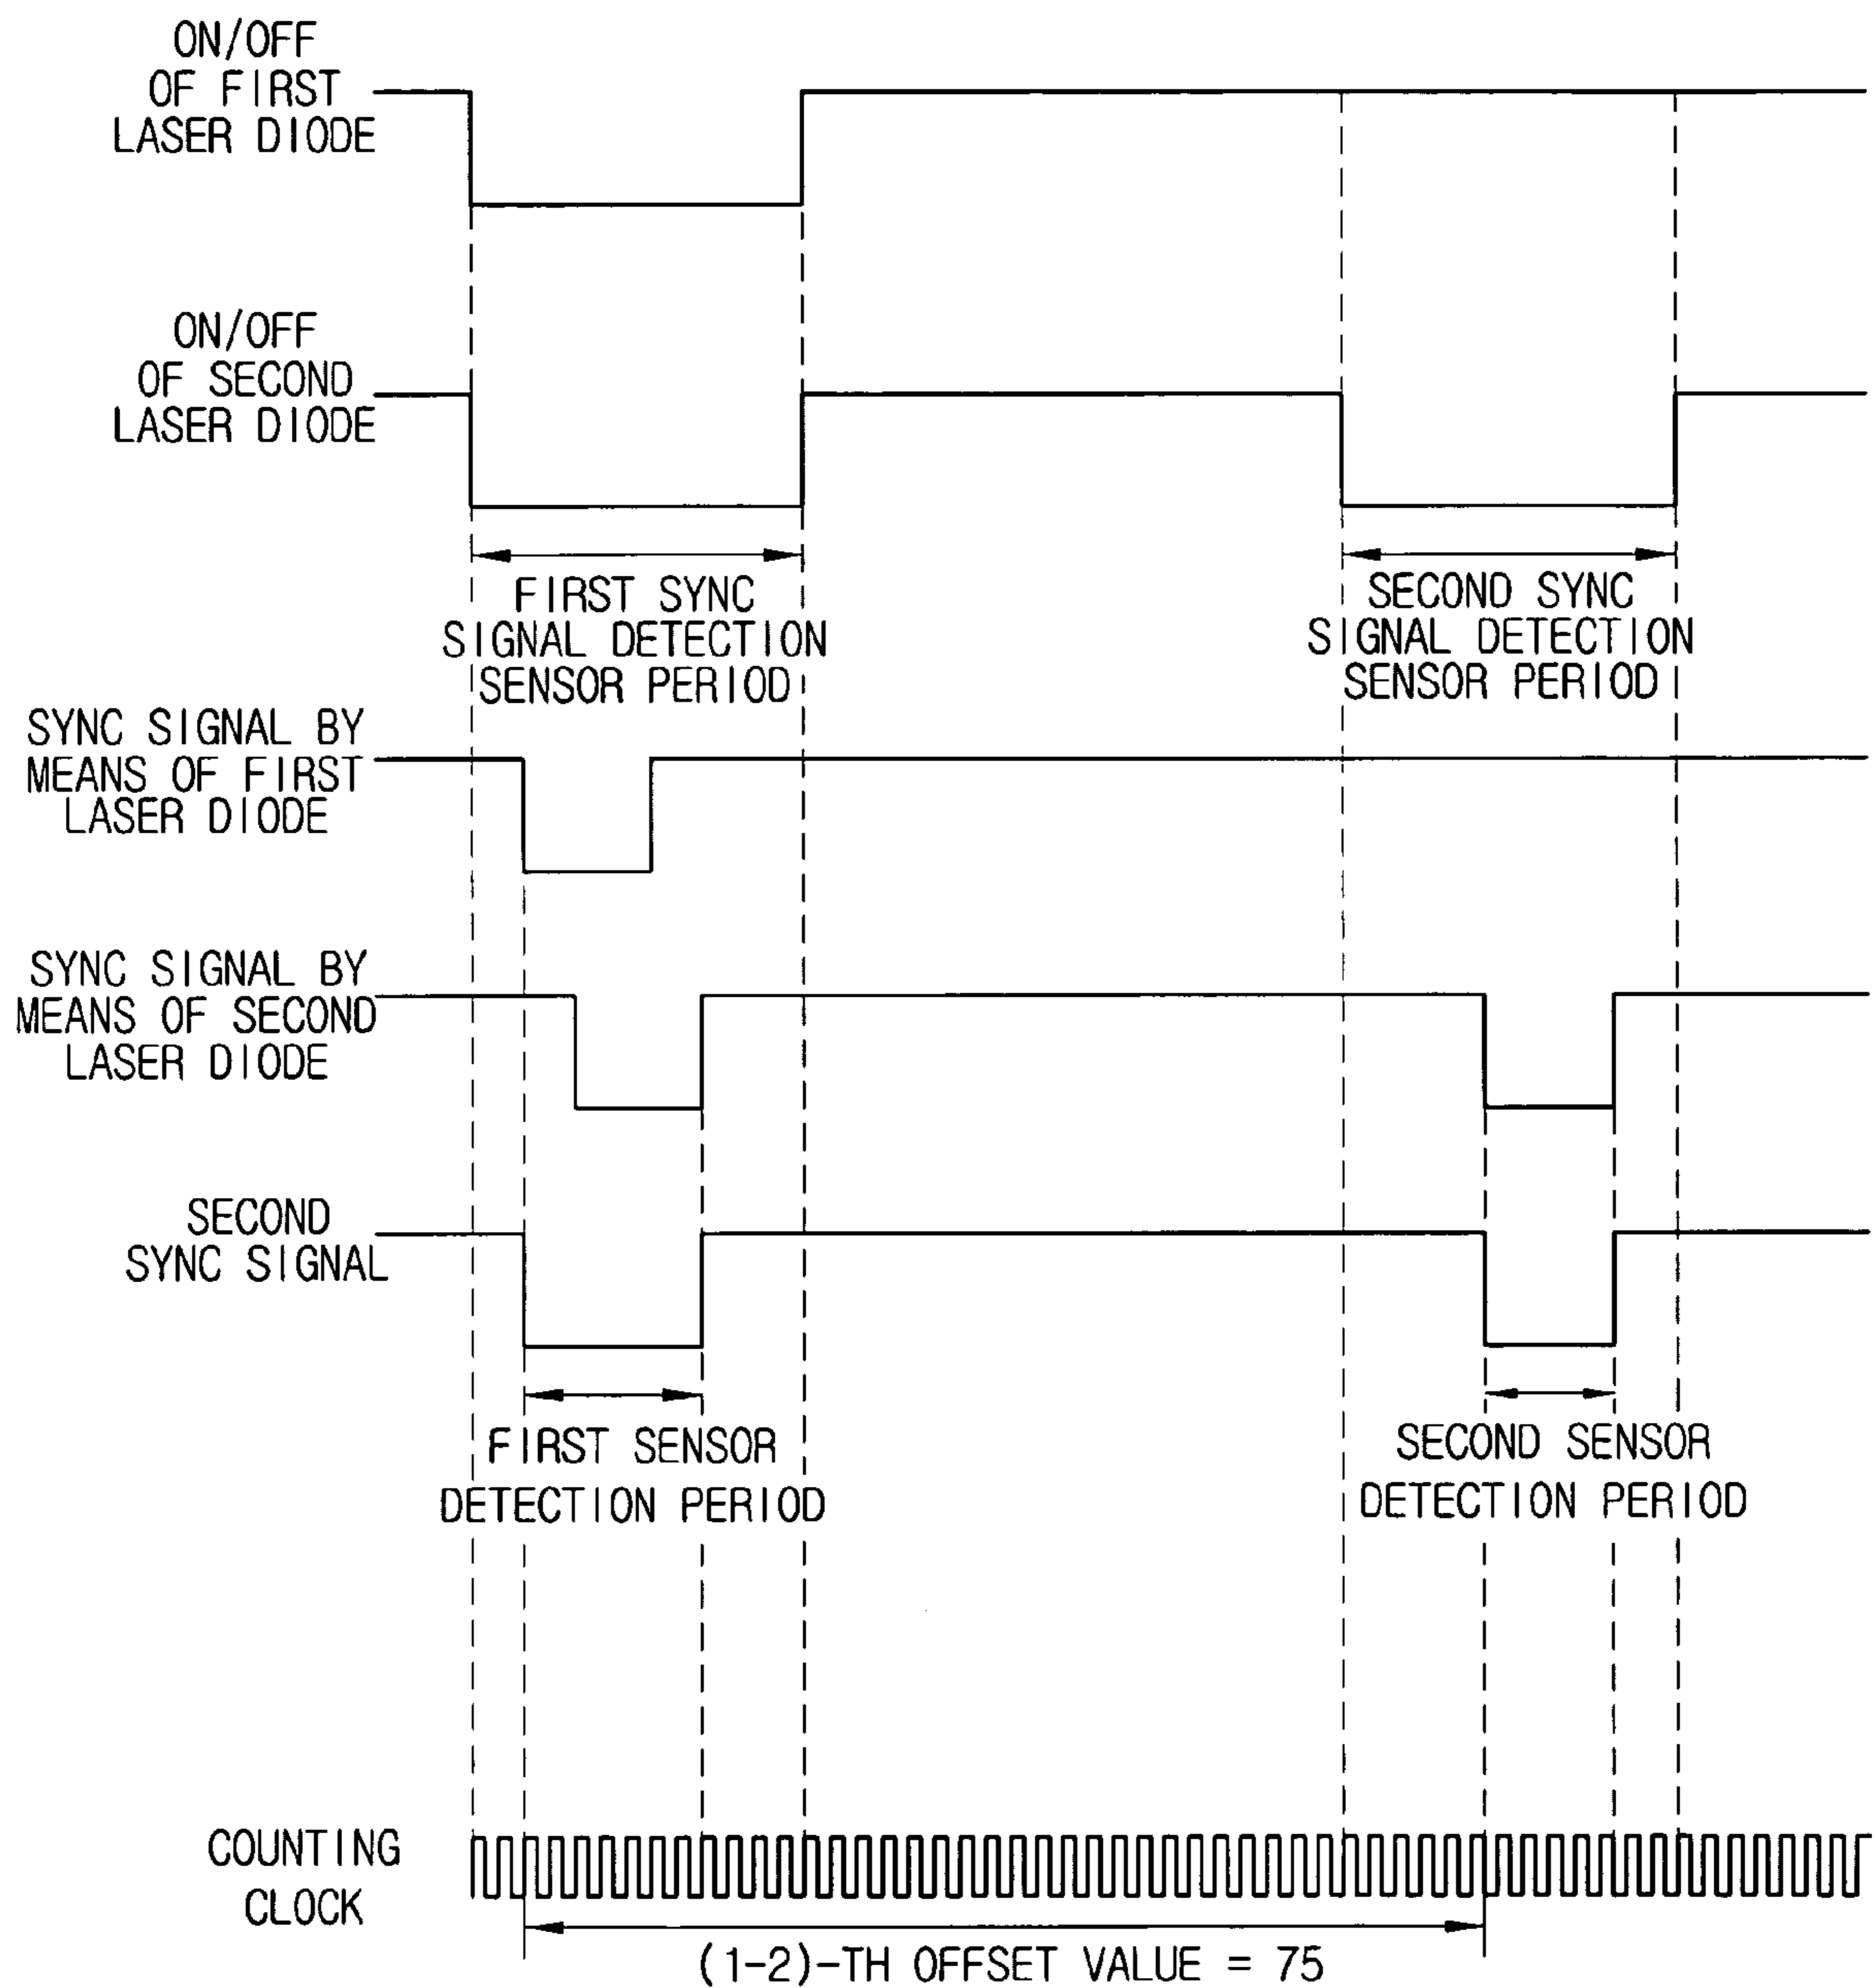 ON/OFF
OF FIRST
LASER DIODE
ON/OFF
OF SECOND
LASER DIODE
FIRST SYNC
SIGNAL DETECTION
SENSOR PERIOD
SECOND SYNC
SIGNAL DETECTION
SENSOR PERIOD
SYNC SIGNAL BY
MEANS OF FIRST
LASER DIODE
SYNC SIGNAL BY
MEANS OF SECOND
LASER DIODE
SECOND
SYNC SIGNAL
FIRST SENSOR
DETECTION PERIOD
SECOND SENSOR
DETECTION PERIOD
COUNTING
CLOCK
(1-2)-TH OFFSET VALUE = 75